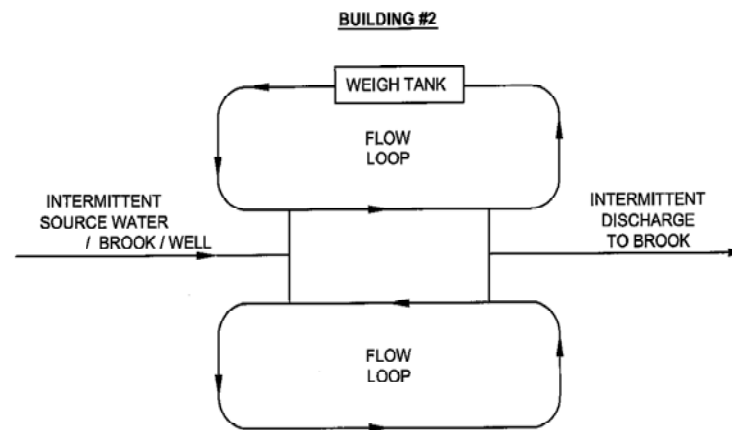 BUILDING #2
WEIGH TANK
FLOW
LOOP
INTERMITTENT
SOURCE WATER
/ BROOK / WELL
INTERMITTENT
DISCHARGE
TO BROOK
FLOW
LOOP